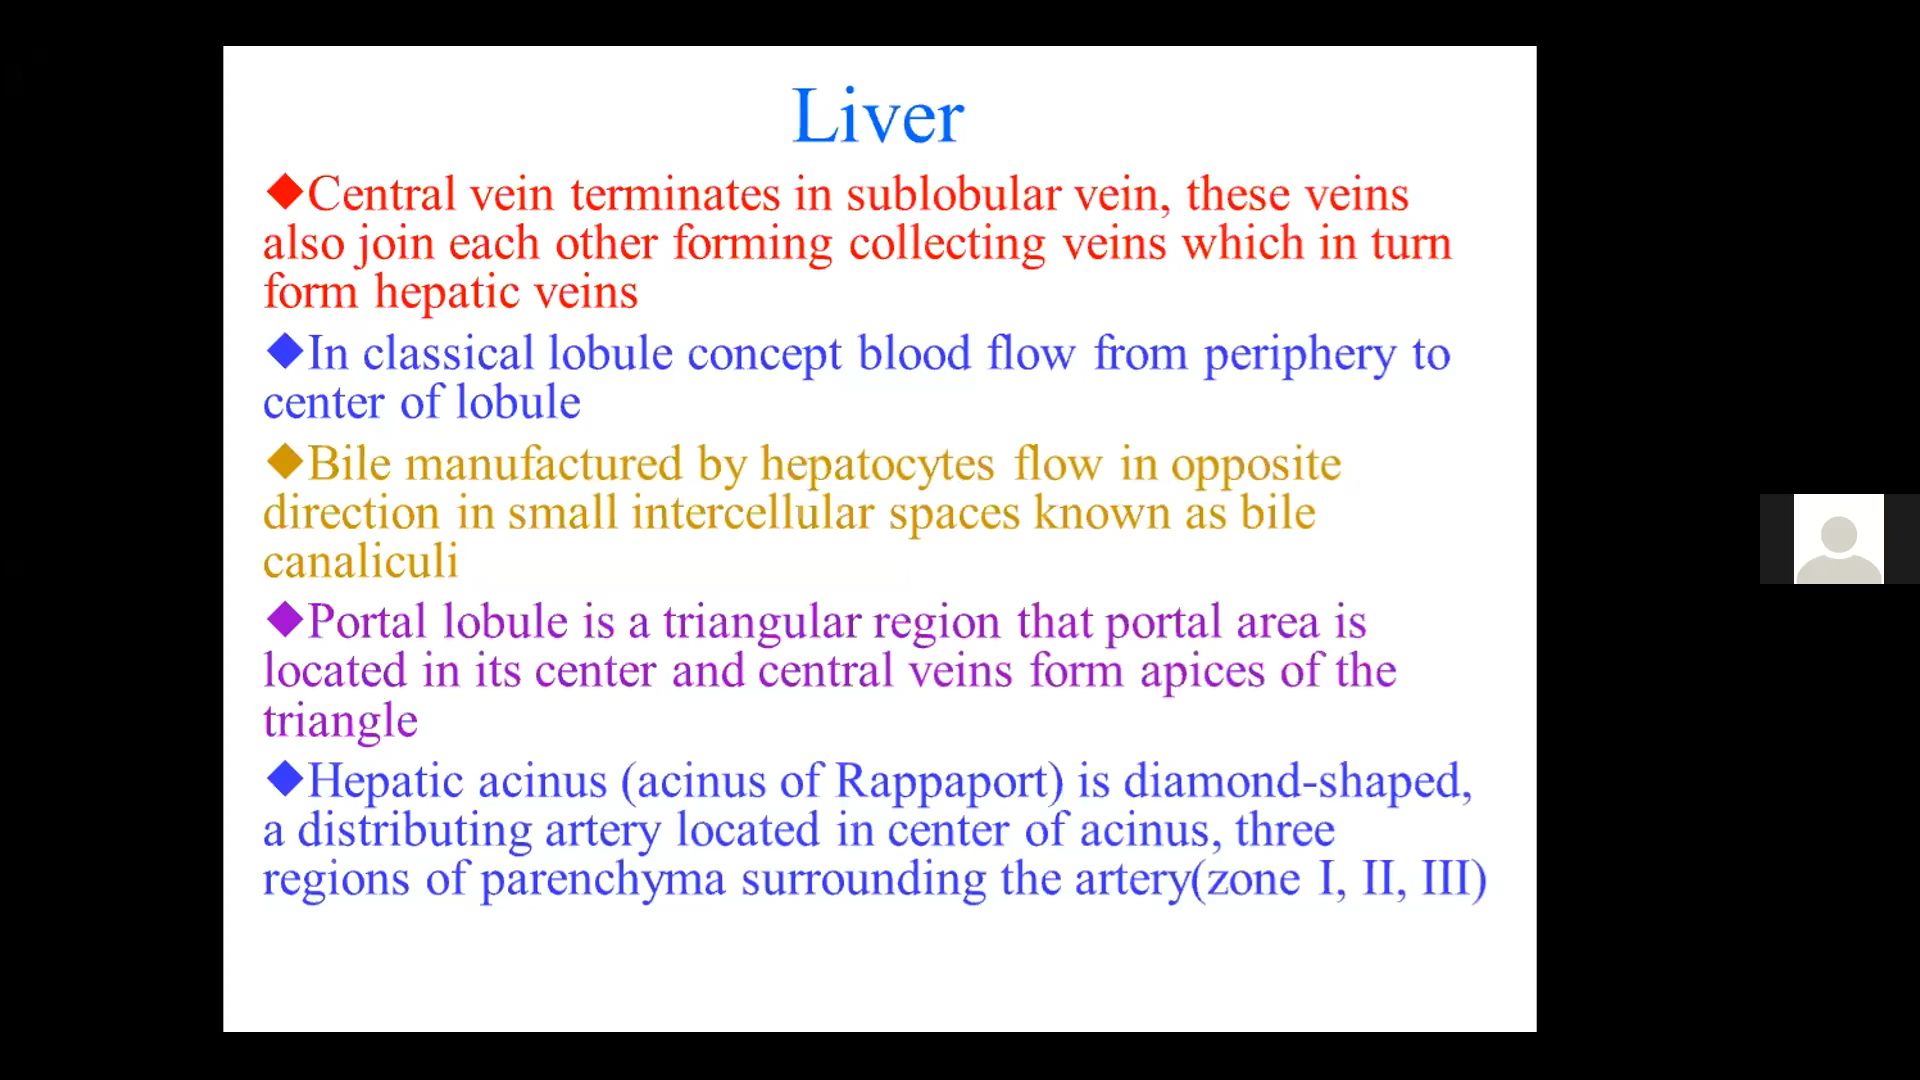 Liver
◆Central vein terminates in sublobular vein, these veins
also join each other forming collecting veins which in turn
form hepatic veins
◆In classical lobule concept blood flow from periphery to
center of lobule
◆Bile manufactured by hepatocytes flow in opposite
direction in small intercellular spaces known as bile
canaliculi
◆Portal lobule is a triangular region that portal area is
located in its center and central veins form apices of the
triangle
◆Hepatic acinus (acinus of Rappaport) is diamond-shaped,
a distributing artery located in center of acinus, three
regions of parenchyma surrounding the artery(zone I, II, III)